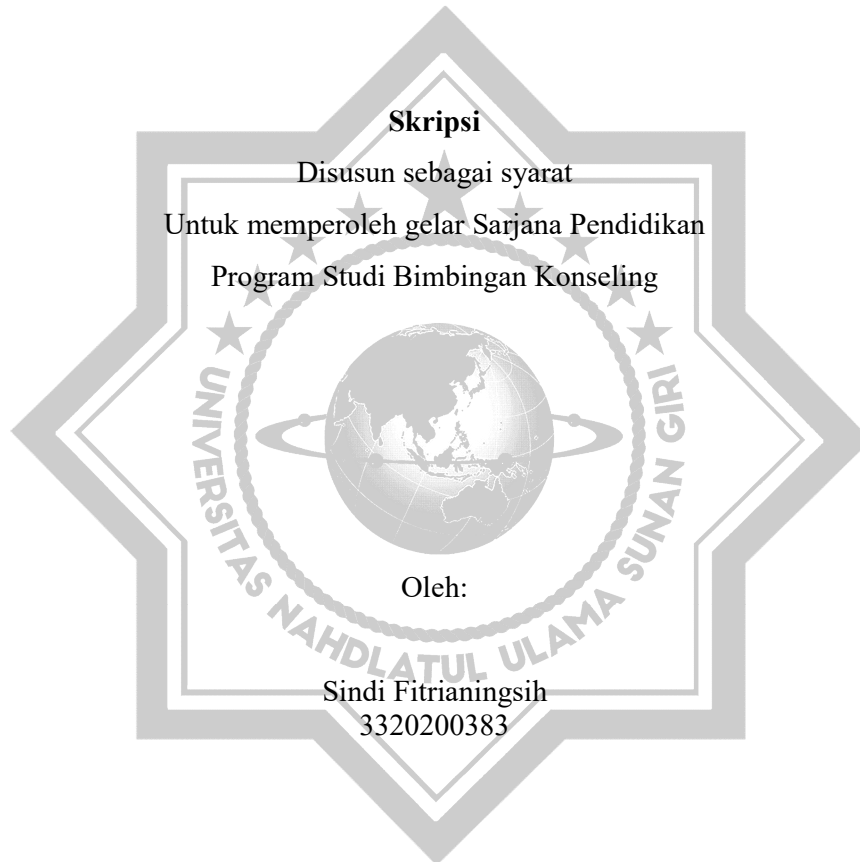 Skripsi
Disusun sebagai syarat
Untuk memperoleh gelar Sarjana Pendidikan
Program Studi Bimbingan Konseling
UNIVERSITAS NAHDLATUL ULAMA SUNAN GIRI
Oleh:
Sindi Fitrianingsih
3320200383